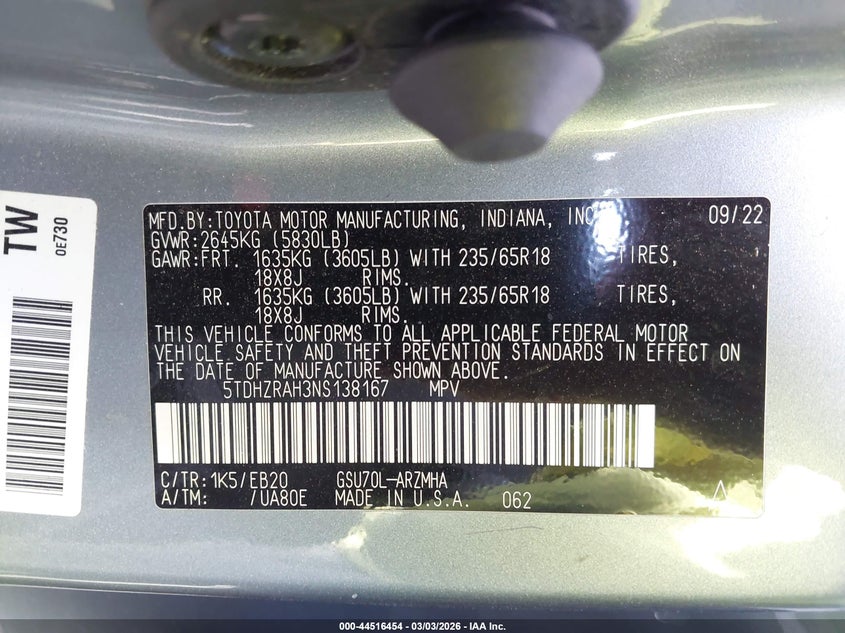 TW
0E730
MFD.BY:TOYOTA MOTOR MANUFACTURING, INDIANA, INC. 09/22
GVWR:2645KG (5830LB)
GAWR:FRT. 1635KG (3605LB) WITH 235/65R18 TIRES,
18X8J RIMS.
RR. 1635KG (3605LB) WITH 235/65R18 TIRES,
18X8J RIMS.
THIS VEHICLE CONFORMS TO ALL APPLICABLE FEDERAL MOTOR
VEHICLE SAFETY AND THEFT PREVENTION STANDARDS IN EFFECT ON
THE DATE OF MANUFACTURE SHOWN ABOVE.
5TDHZRAH3NS138167 MPV
C/TR:1K5/EB20 GSU70L-ARZMHA
A/TM: /UA80E MADE IN U.S.A. 062
000-44516454 - 03/03/2026 - IAA Inc.